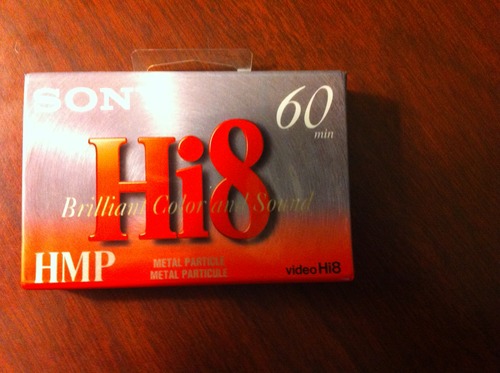 SONY
60
min
Hi8
Brilliant Color and Sound
HMP
METAL PARTICLE
METAL PARTICULE
video Hi8